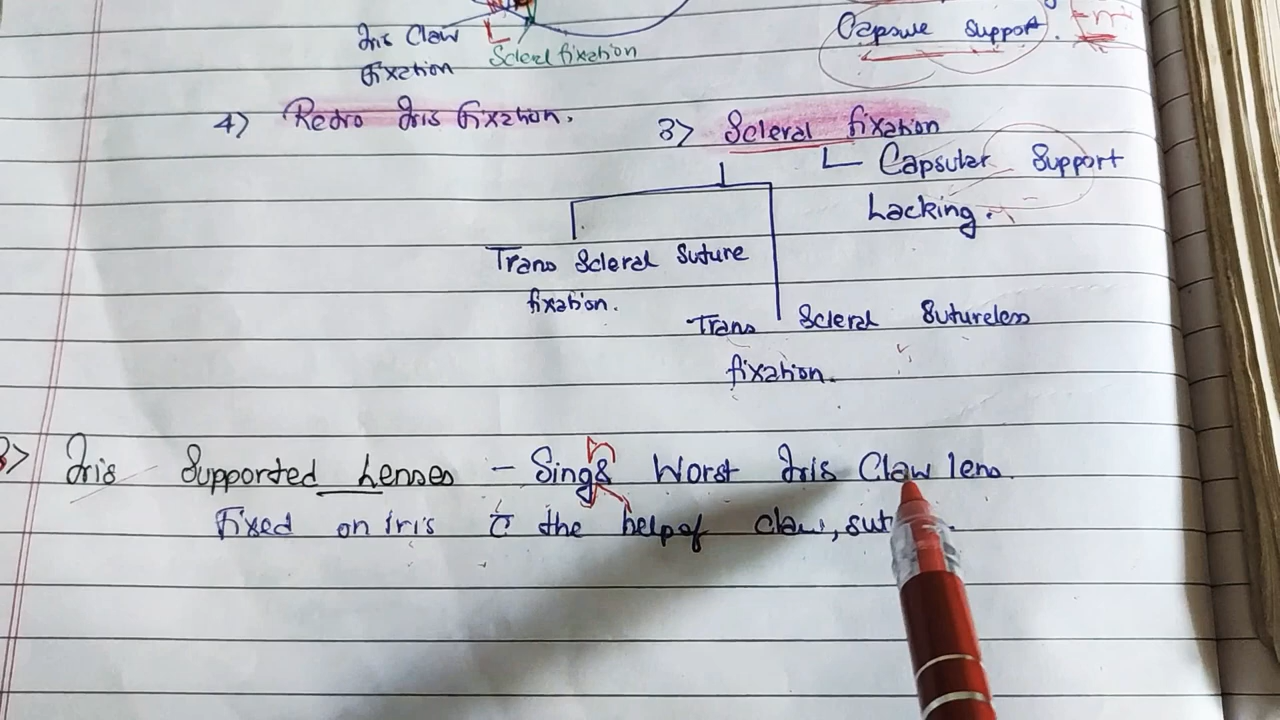 Iris Claw
fixation
Scleral fixation
Capsule support.
4) Retro Iris fixation.
3) Scleral fixation
Capsular Support
Lacking.
Trans Scleral Suture
fixation.
Trans Scleral Sutureless
fixation.
Iris Supported Lenses - Singh Worst Iris Claw lens.
Fixed on iris c̄ the help of claw, sut